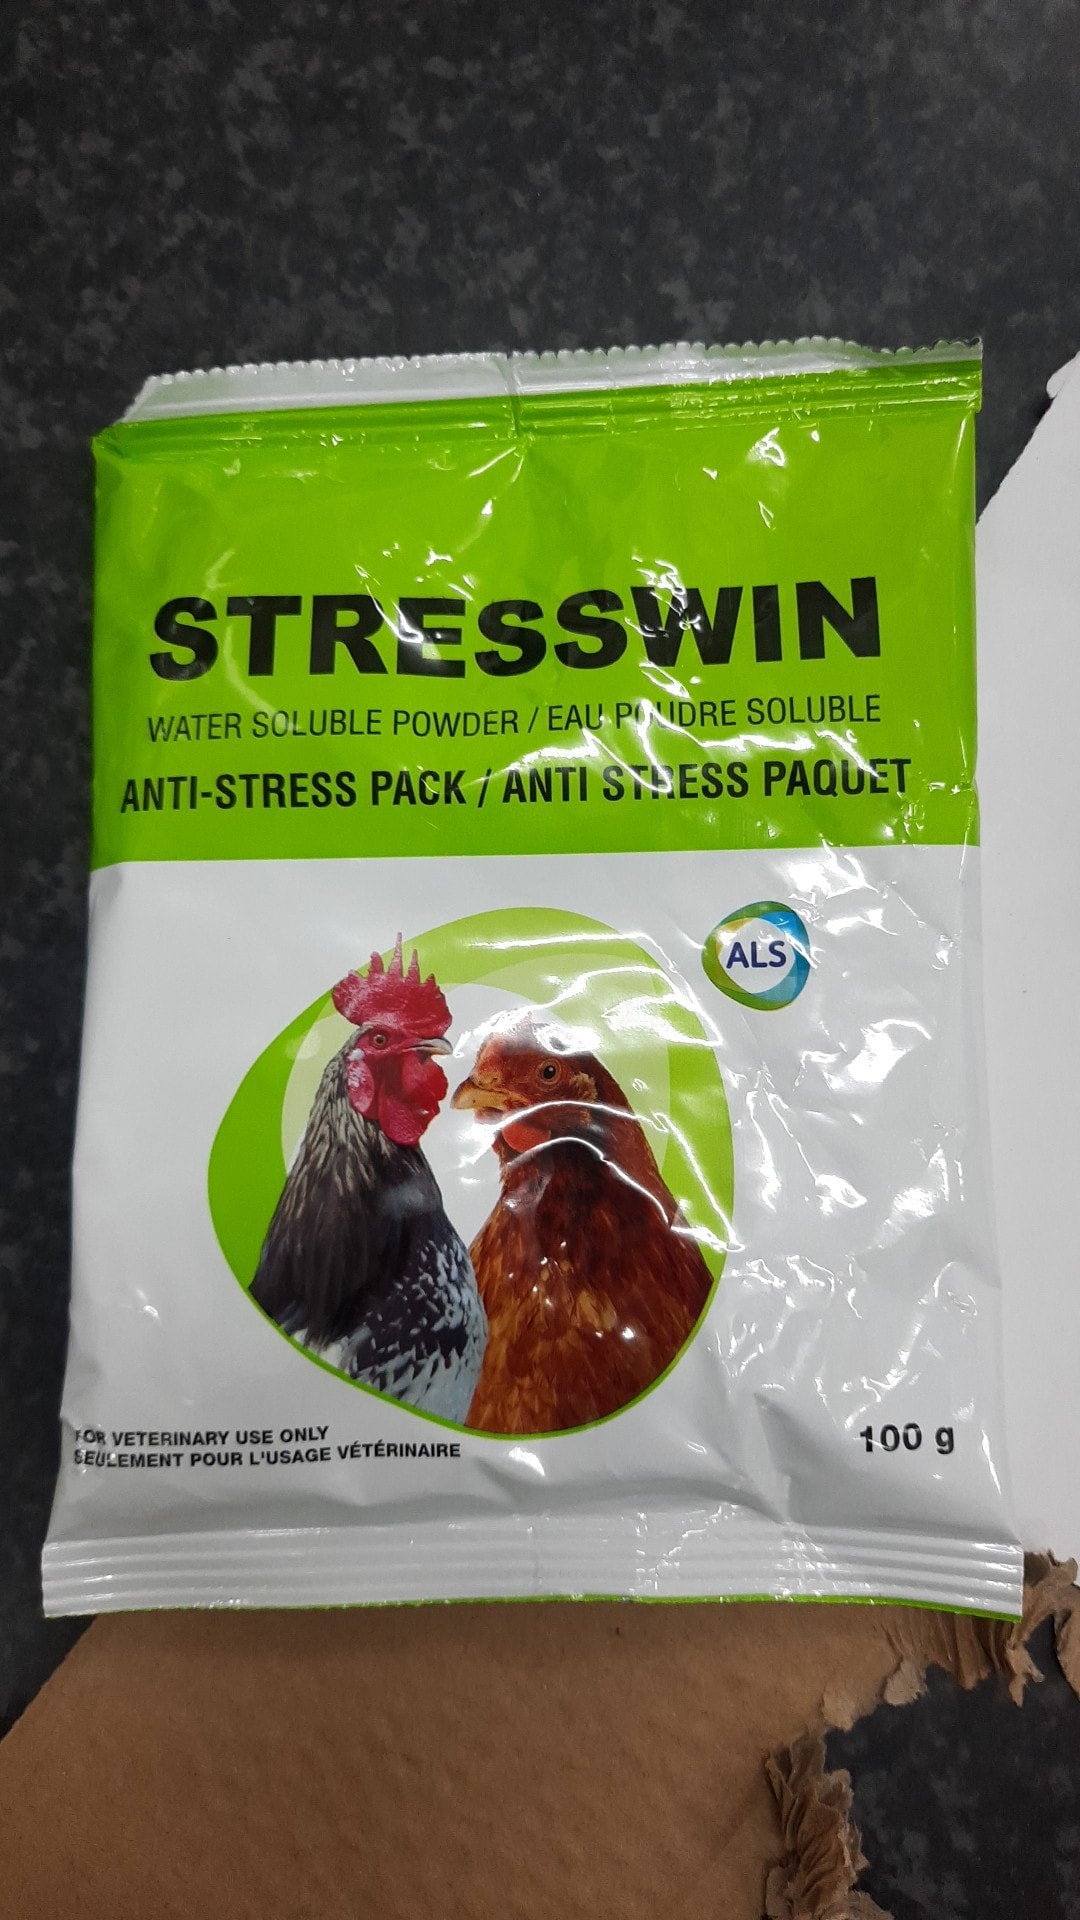 STRESSWIN
WATER SOLUBLE POWDER / EAU POUDRE SOLUBLE
ANTI-STRESS PACK / ANTI STRESS PAQUET
ALS
FOR VETERINARY USE ONLY
SEULEMENT POUR L'USAGE VÉTÉRINAIRE
100 g